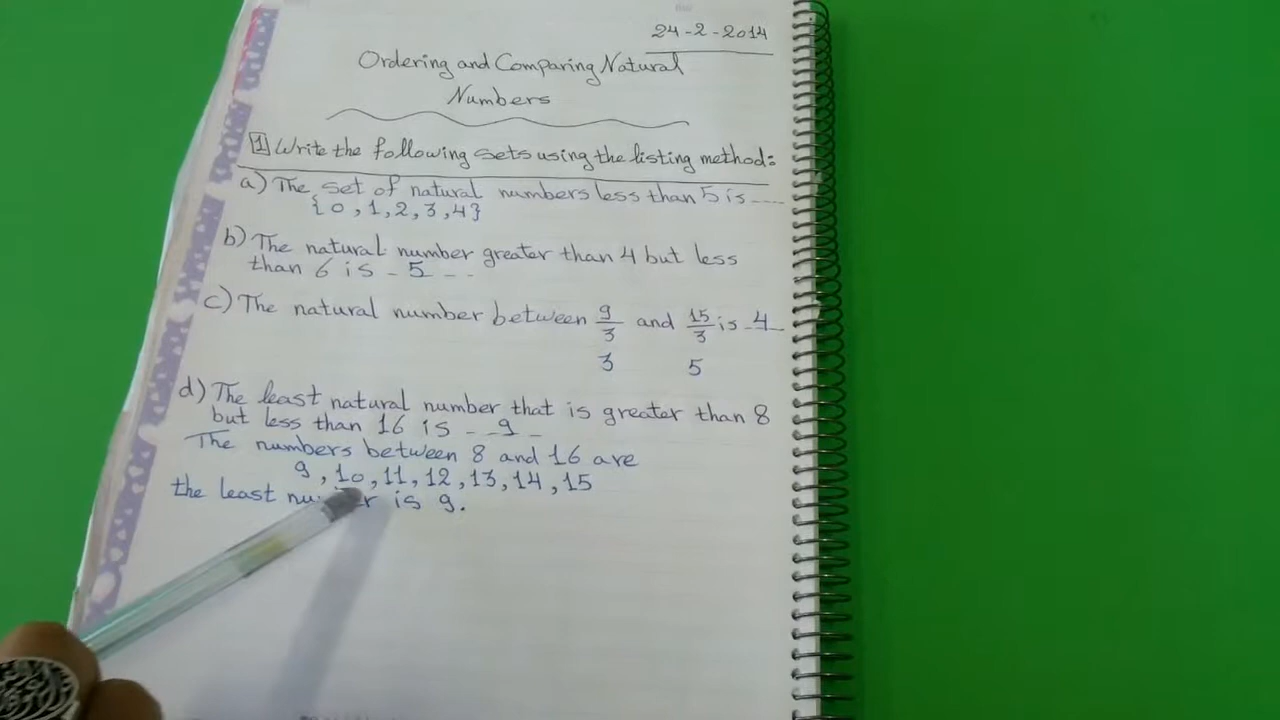 24-2-2014
Ordering and Comparing Natural
Numbers
1 Write the following sets using the listing method:
a) The set of natural numbers less than 5 is ....
{0, 1, 2, 3, 4}
b) The natural number greater than 4 but less
than 6 is - 5 - -
c) The natural number between 9/3 and 15/3 is - 4 -
3 5
d) The least natural number that is greater than 8
but less than 16 is - - 9 -
The numbers between 8 and 16 are
9, 10, 11, 12, 13, 14, 15
the least is 9.